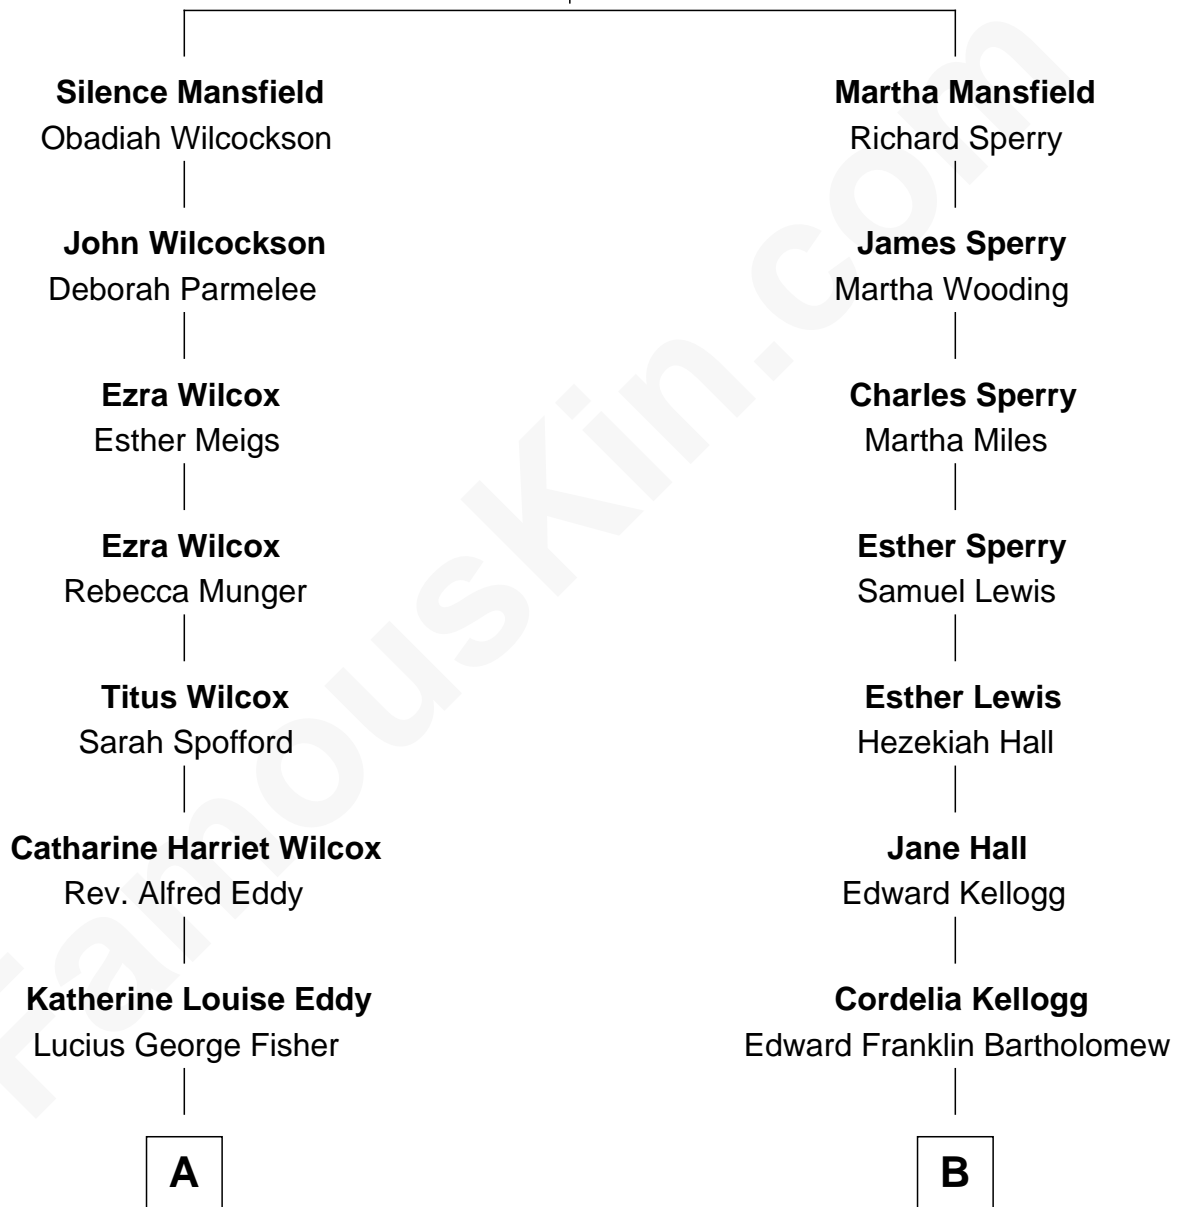 Silence Mansfield
Obadiah Wilcockson
Martha Mansfield
Richard Sperry
John Wilcockson
Deborah Parmelee
James Sperry
Martha Wooding
Ezra Wilcox
Esther Meigs
Charles Sperry
Martha Miles
Ezra Wilcox
Rebecca Munger
Esther Sperry
Samuel Lewis
Titus Wilcox
Sarah Spofford
Esther Lewis
Hezekiah Hall
Catharine Harriet Wilcox
Rev. Alfred Eddy
Jane Hall
Edward Kellogg
Katherine Louise Eddy
Lucius George Fisher
Cordelia Kellogg
Edward Franklin Bartholomew
A
B
FamousKin.com